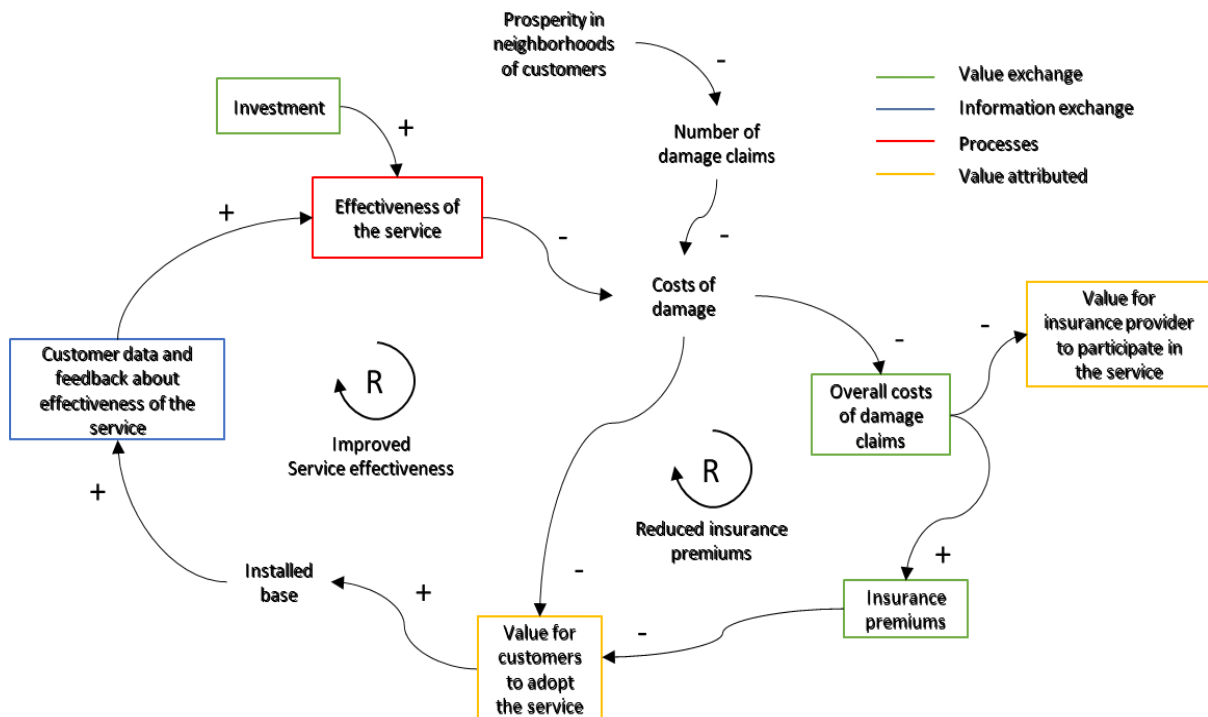 Prosperity in
neighborhoods
of customers
-
Value exchange
Information exchange
Processes
Value attributed
Investment
+
Number of
damage claims
Effectiveness of
the service
+
-
-
Costs of
damage
Value for
insurance provider
to participate in
the service
-
-
Customer data and
feedback about
effectiveness of the
service
R
Improved
Service effectiveness
Overall costs
of damage
claims
R
Reduced insurance
premiums
+
+
-
Installed
base
+
Insurance
premiums
-
Value for
customers
to adopt
the service